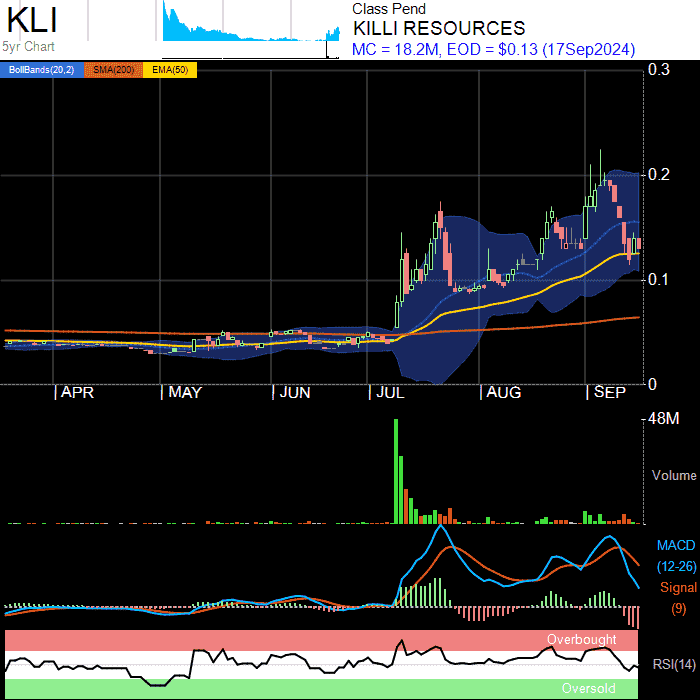 KLI
5yr Chart
Class Pend
KILLI RESOURCES
MC = 18.2M, EOD = $0.13 (17Sep2024)
BollBands(20,2) SMA(200) EMA(50)
0.3
0.2
0.1
0
APR MAY JUN JUL AUG SEP
48M
Volume
MACD
(12-26)
Signal
(9)
Overbought
RSI(14)
Oversold